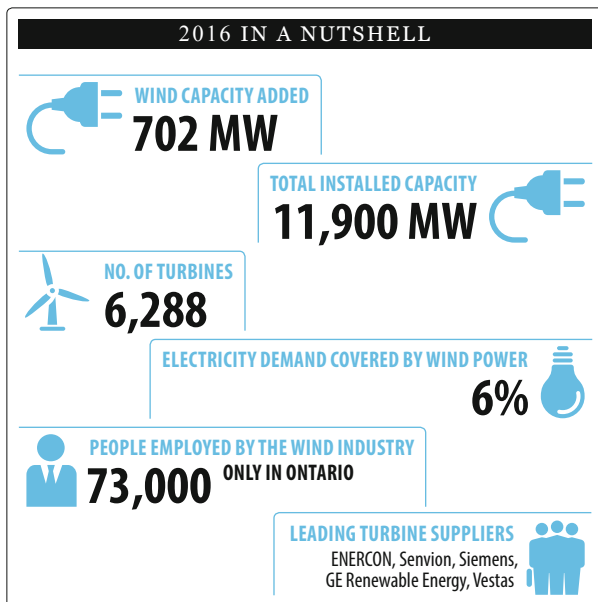 2016 IN A NUTSHELL
WIND CAPACITY ADDED
702 MW
TOTAL INSTALLED CAPACITY
11,900 MW
NO. OF TURBINES
6,288
ELECTRICITY DEMAND COVERED BY WIND POWER
6%
PEOPLE EMPLOYED BY THE WIND INDUSTRY
73,000 ONLY IN ONTARIO
LEADING TURBINE SUPPLIERS
ENERCON, Senvion, Siemens,
GE Renewable Energy, Vestas